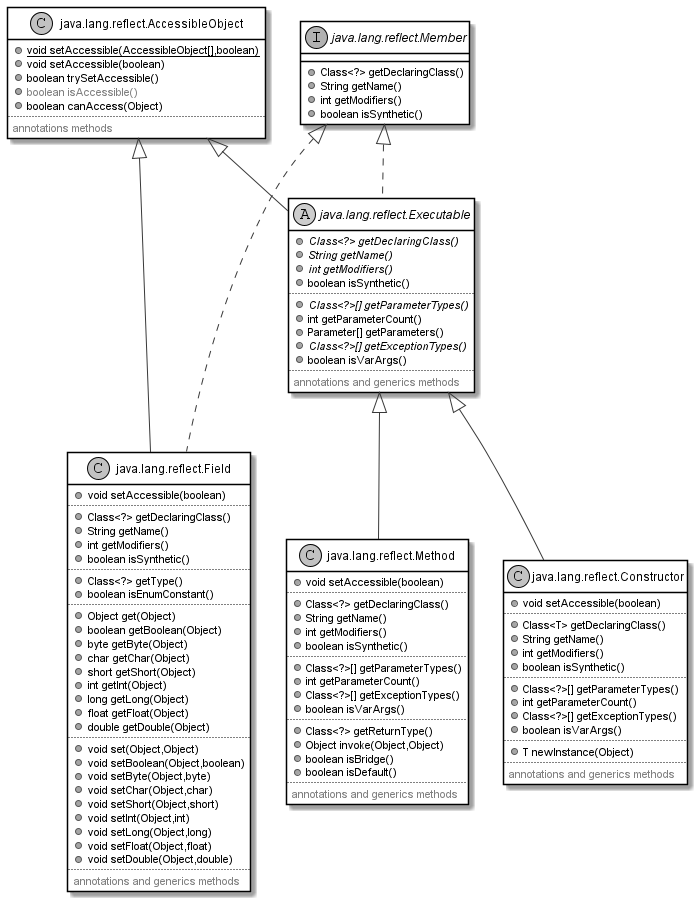 C java.lang.reflect.AccessibleObject
void setAccessible(AccessibleObject[],boolean)
void setAccessible(boolean)
boolean trySetAccessible()
boolean isAccessible()
boolean canAccess(Object)
annotations methods
I java.lang.reflect.Member
Class<?> getDeclaringClass()
String getName()
int getModifiers()
boolean isSynthetic()
A java.lang.reflect.Executable
Class<?> getDeclaringClass()
String getName()
int getModifiers()
boolean isSynthetic()
Class<?>[] getParameterTypes()
int getParameterCount()
Parameter[] getParameters()
Class<?>[] getExceptionTypes()
boolean isVarArgs()
annotations and generics methods
C java.lang.reflect.Field
void setAccessible(boolean)
Class<?> getDeclaringClass()
String getName()
int getModifiers()
boolean isSynthetic()
Class<?> getType()
boolean isEnumConstant()
Object get(Object)
boolean getBoolean(Object)
byte getByte(Object)
char getChar(Object)
short getShort(Object)
int getInt(Object)
long getLong(Object)
float getFloat(Object)
double getDouble(Object)
void set(Object,Object)
void setBoolean(Object,boolean)
void setByte(Object,byte)
void setChar(Object,char)
void setShort(Object,short)
void setInt(Object,int)
void setLong(Object,long)
void setFloat(Object,float)
void setDouble(Object,double)
annotations and generics methods
C java.lang.reflect.Method
void setAccessible(boolean)
Class<?> getDeclaringClass()
String getName()
int getModifiers()
boolean isSynthetic()
Class<?>[] getParameterTypes()
int getParameterCount()
Class<?>[] getExceptionTypes()
boolean isVarArgs()
Class<?> getReturnType()
Object invoke(Object,Object)
boolean isBridge()
boolean isDefault()
annotations and generics methods
C java.lang.reflect.Constructor
void setAccessible(boolean)
Class<T> getDeclaringClass()
String getName()
int getModifiers()
boolean isSynthetic()
Class<?>[] getParameterTypes()
int getParameterCount()
Class<?>[] getExceptionTypes()
boolean isVarArgs()
T newInstance(Object)
annotations and generics methods